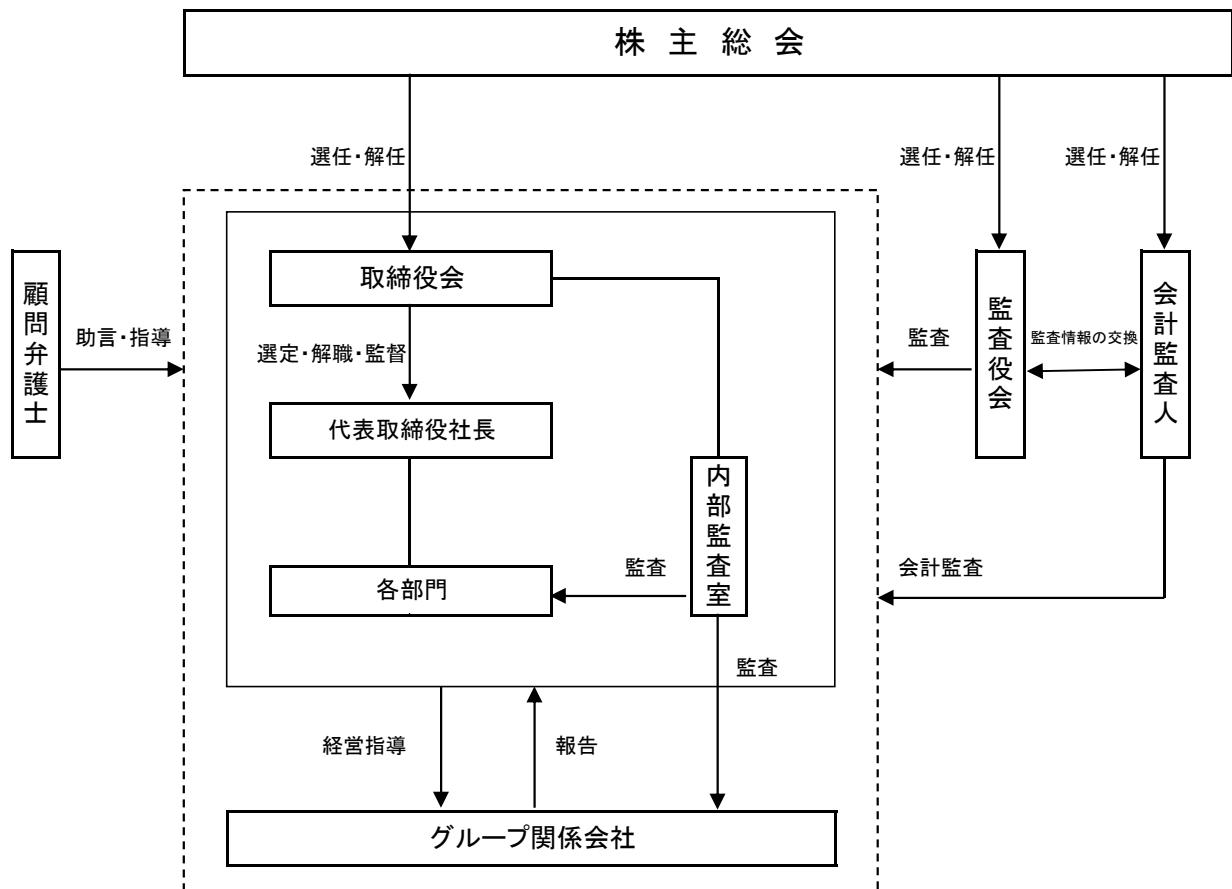 株 主 総 会
選任・解任
選任・解任
選任・解任
顧問弁護士
助言・指導
取締役会
選定・解職・監督
代表取締役社長
各部門
監査
内部監査室
監査
監査役会
監査情報の交換
会計監査人
会計監査
監査
経営指導
報告
グループ関係会社